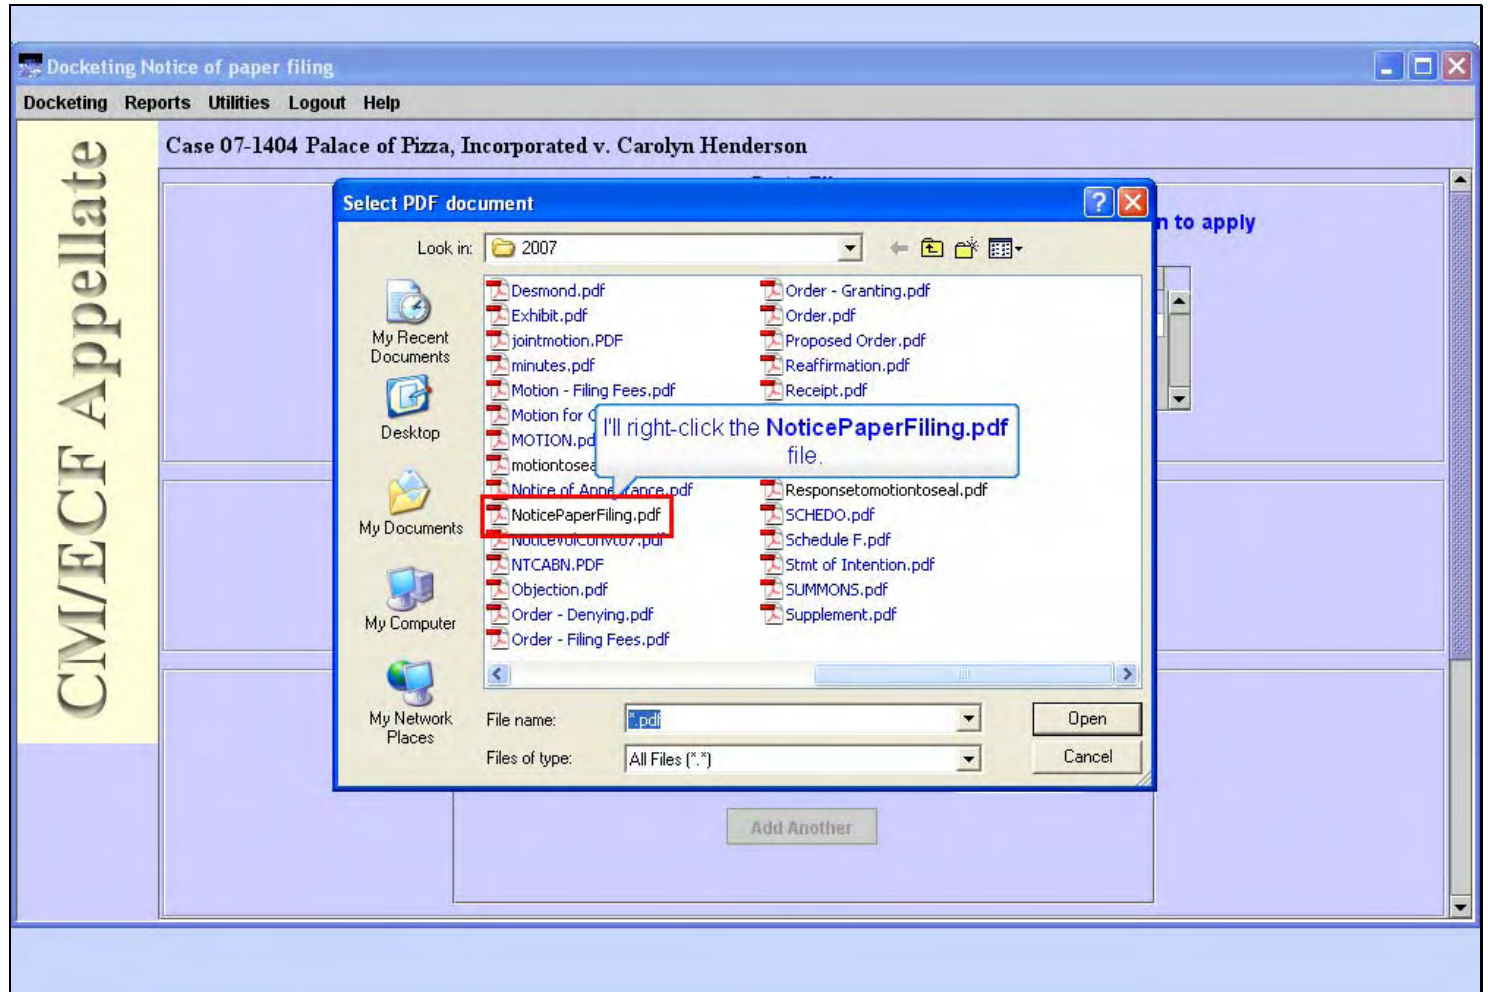 Docketing Notice of paper filing
Docketing Reports Utilities Logout Help
CM/ECF Appellate
Case 07-1404 Palace of Pizza, Incorporated v. Carolyn Henderson
n to apply
Select PDF document
Look in: 2007
My Recent Documents
Desktop
My Documents
My Computer
My Network Places
Desmond.pdf
Exhibit.pdf
jointmotion.PDF
minutes.pdf
Motion - Filing Fees.pdf
Motion for
MOTION.pd
motiontosea
Notice of Appearance.pdf
NoticePaperFiling.pdf
NTCABN.PDF
Objection.pdf
Order - Denying.pdf
Order - Filing Fees.pdf
Order - Granting.pdf
Order.pdf
Proposed Order.pdf
Reaffirmation.pdf
Receipt.pdf
Responsetomotiontoseal.pdf
SCHEDO.pdf
Schedule F.pdf
Stmt of Intention.pdf
SUMMONS.pdf
Supplement.pdf
I'll right-click the NoticePaperFiling.pdf
file.
File name: *.pdf
Open
Files of type: All Files (*.*)
Cancel
Add Another